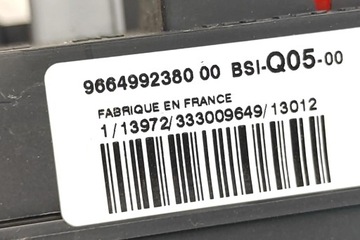 9664992380 00 BSI-Q05-00
FABRIQUE EN FRANCE
1/13972/333009649/13012